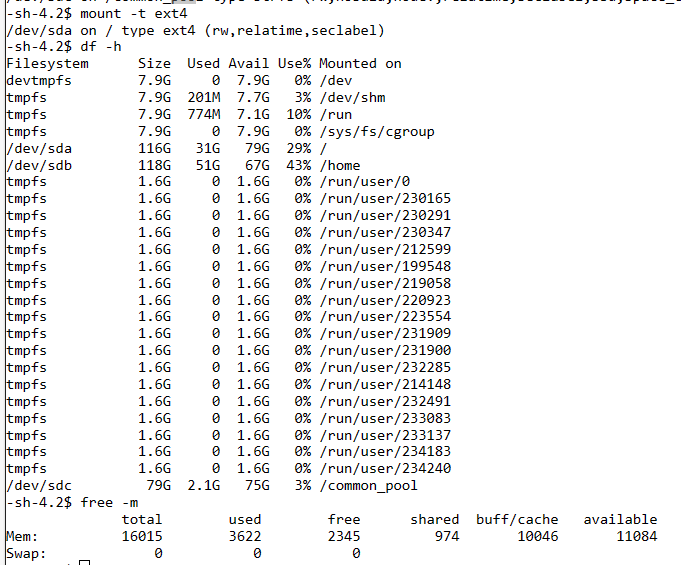 -sh-4.2$ mount -t ext4
/dev/sda on / type ext4 (rw,relatime,seclabel)
-sh-4.2$ df -h
Filesystem      Size  Used Avail Use% Mounted on
devtmpfs        7.9G     0  7.9G   0% /dev
tmpfs           7.9G  201M  7.7G   3% /dev/shm
tmpfs           7.9G  774M  7.1G  10% /run
tmpfs           7.9G     0  7.9G   0% /sys/fs/cgroup
/dev/sda        116G   31G   79G  29% /
/dev/sdb        118G   51G   67G  43% /home
tmpfs           1.6G     0  1.6G   0% /run/user/0
tmpfs           1.6G     0  1.6G   0% /run/user/230165
tmpfs           1.6G     0  1.6G   0% /run/user/230291
tmpfs           1.6G     0  1.6G   0% /run/user/230347
tmpfs           1.6G     0  1.6G   0% /run/user/212599
tmpfs           1.6G     0  1.6G   0% /run/user/199548
tmpfs           1.6G     0  1.6G   0% /run/user/219058
tmpfs           1.6G     0  1.6G   0% /run/user/220923
tmpfs           1.6G     0  1.6G   0% /run/user/223554
tmpfs           1.6G     0  1.6G   0% /run/user/231909
tmpfs           1.6G     0  1.6G   0% /run/user/231900
tmpfs           1.6G     0  1.6G   0% /run/user/232285
tmpfs           1.6G     0  1.6G   0% /run/user/214148
tmpfs           1.6G     0  1.6G   0% /run/user/232491
tmpfs           1.6G     0  1.6G   0% /run/user/233083
tmpfs           1.6G     0  1.6G   0% /run/user/233137
tmpfs           1.6G     0  1.6G   0% /run/user/234183
tmpfs           1.6G     0  1.6G   0% /run/user/234240
/dev/sdc         79G  2.1G   75G   3% /common_pool
-sh-4.2$ free -m
              total        used        free      shared  buff/cache   available
Mem:          16015        3622        2345         974       10046       11084
Swap:             0           0           0